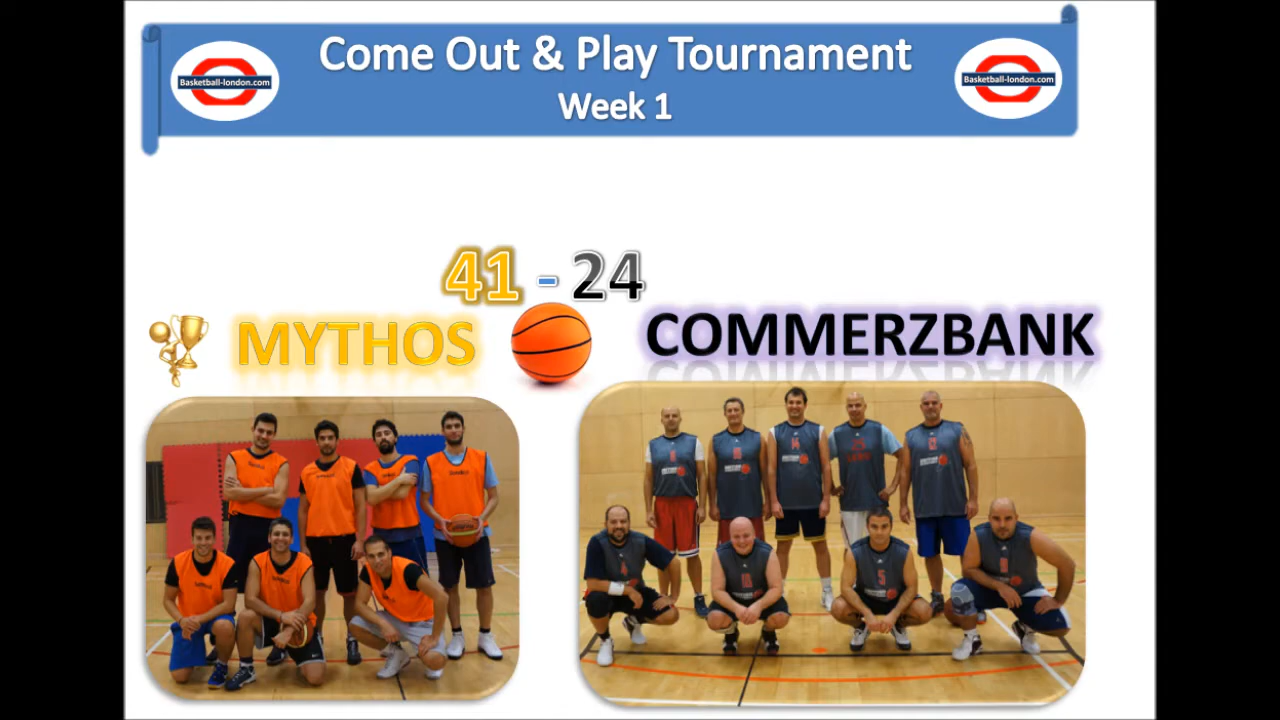 Come Out & Play Tournament
Week 1
Basketball-london.com
Basketball-london.com
41 - 24
MYTHOS
COMMERZBANK